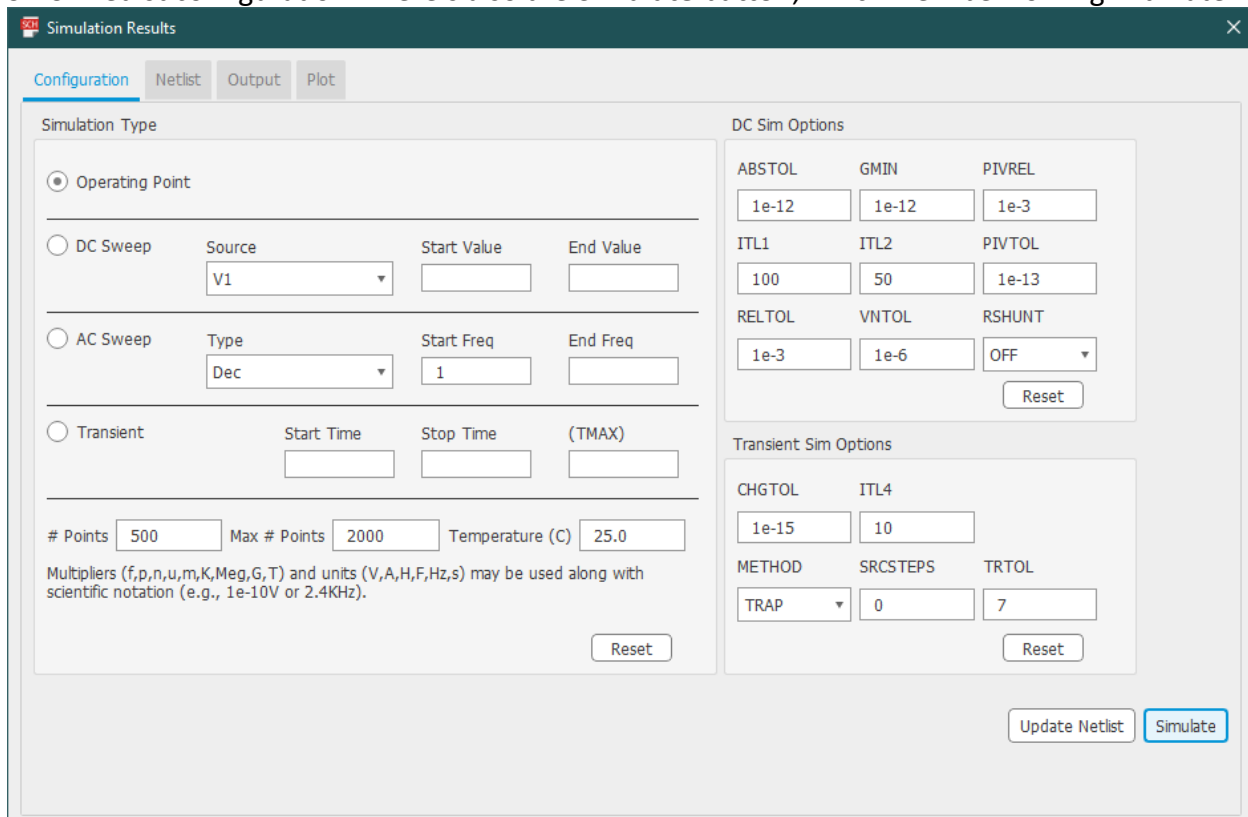 SCH Simulation Results
Configuration Netlist Output Plot
Simulation Type
Operating Point
DC Sweep Source Start Value End Value
V1
AC Sweep Type Start Freq End Freq
Dec 1
Transient Start Time Stop Time (TMAX)
# Points 500 Max # Points 2000 Temperature (C) 25.0
Multipliers (f,p,n,u,m,K,Meg,G,T) and units (V,A,H,F,Hz,s) may be used along with
scientific notation (e.g., 1e-10V or 2.4KHz).
Reset
DC Sim Options
ABSTOL GMIN PIVREL
1e-12 1e-12 1e-3
ITL1 ITL2 PIVTOL
100 50 1e-13
RELTOL VNTOL RSHUNT
1e-3 1e-6 OFF
Reset
Transient Sim Options
CHGTOL ITL4
1e-15 10
METHOD SRCSTEPS TRTOL
TRAP 0 7
Reset
Update Netlist Simulate